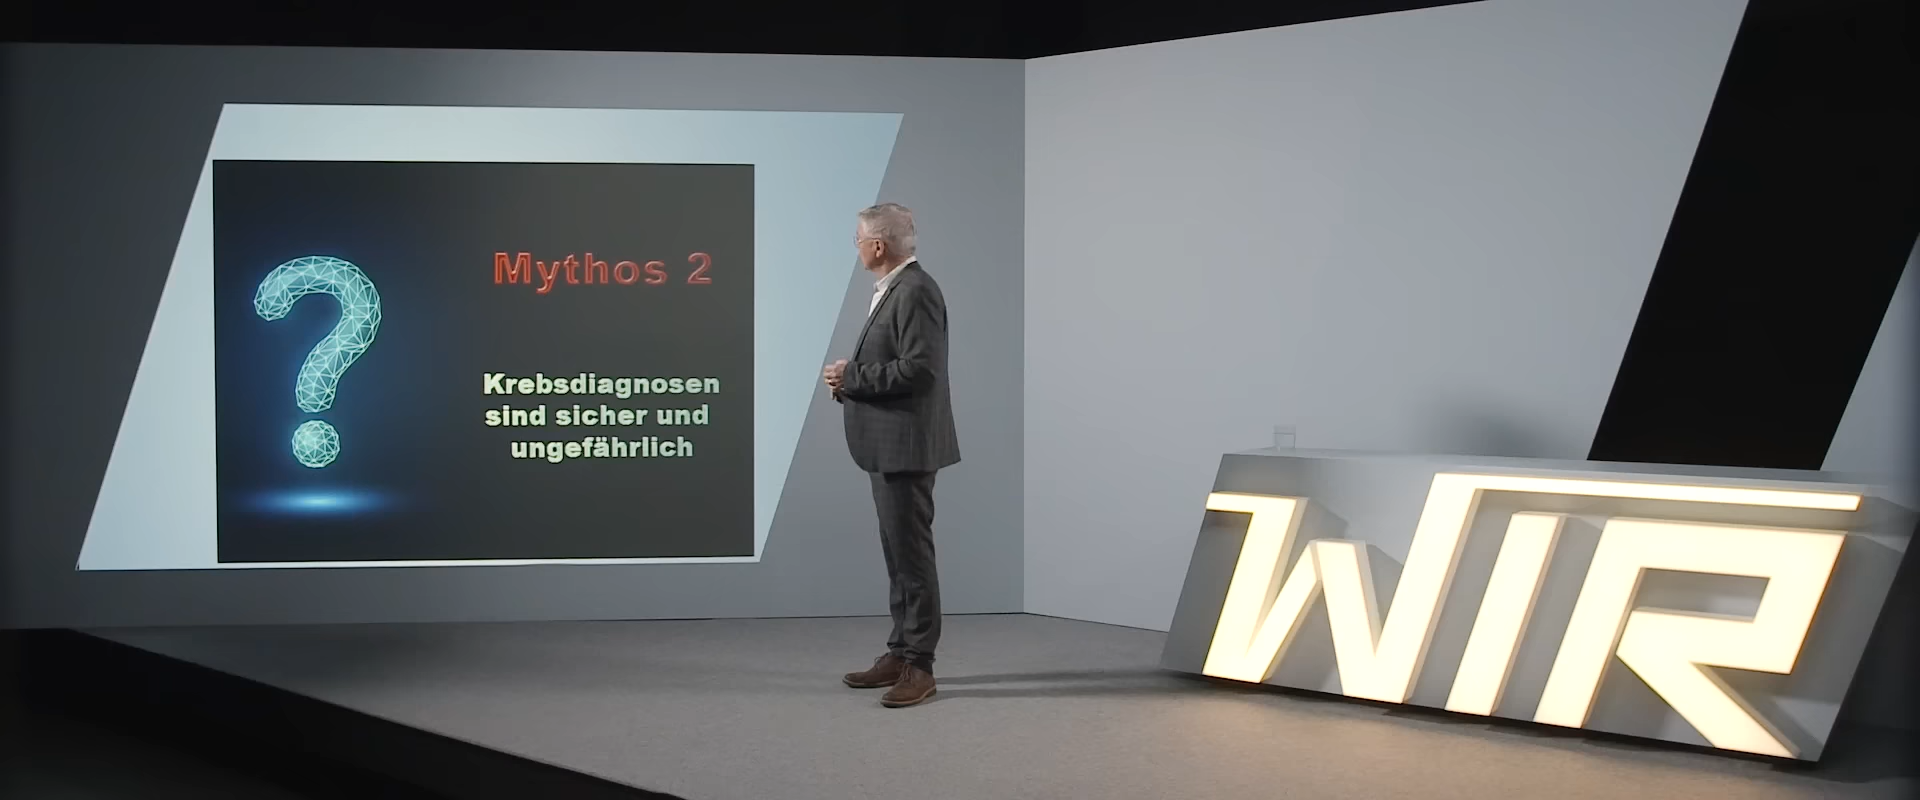 Mythos 2
Krebsdiagnosen
sind sicher und
ungefährlich
WIR